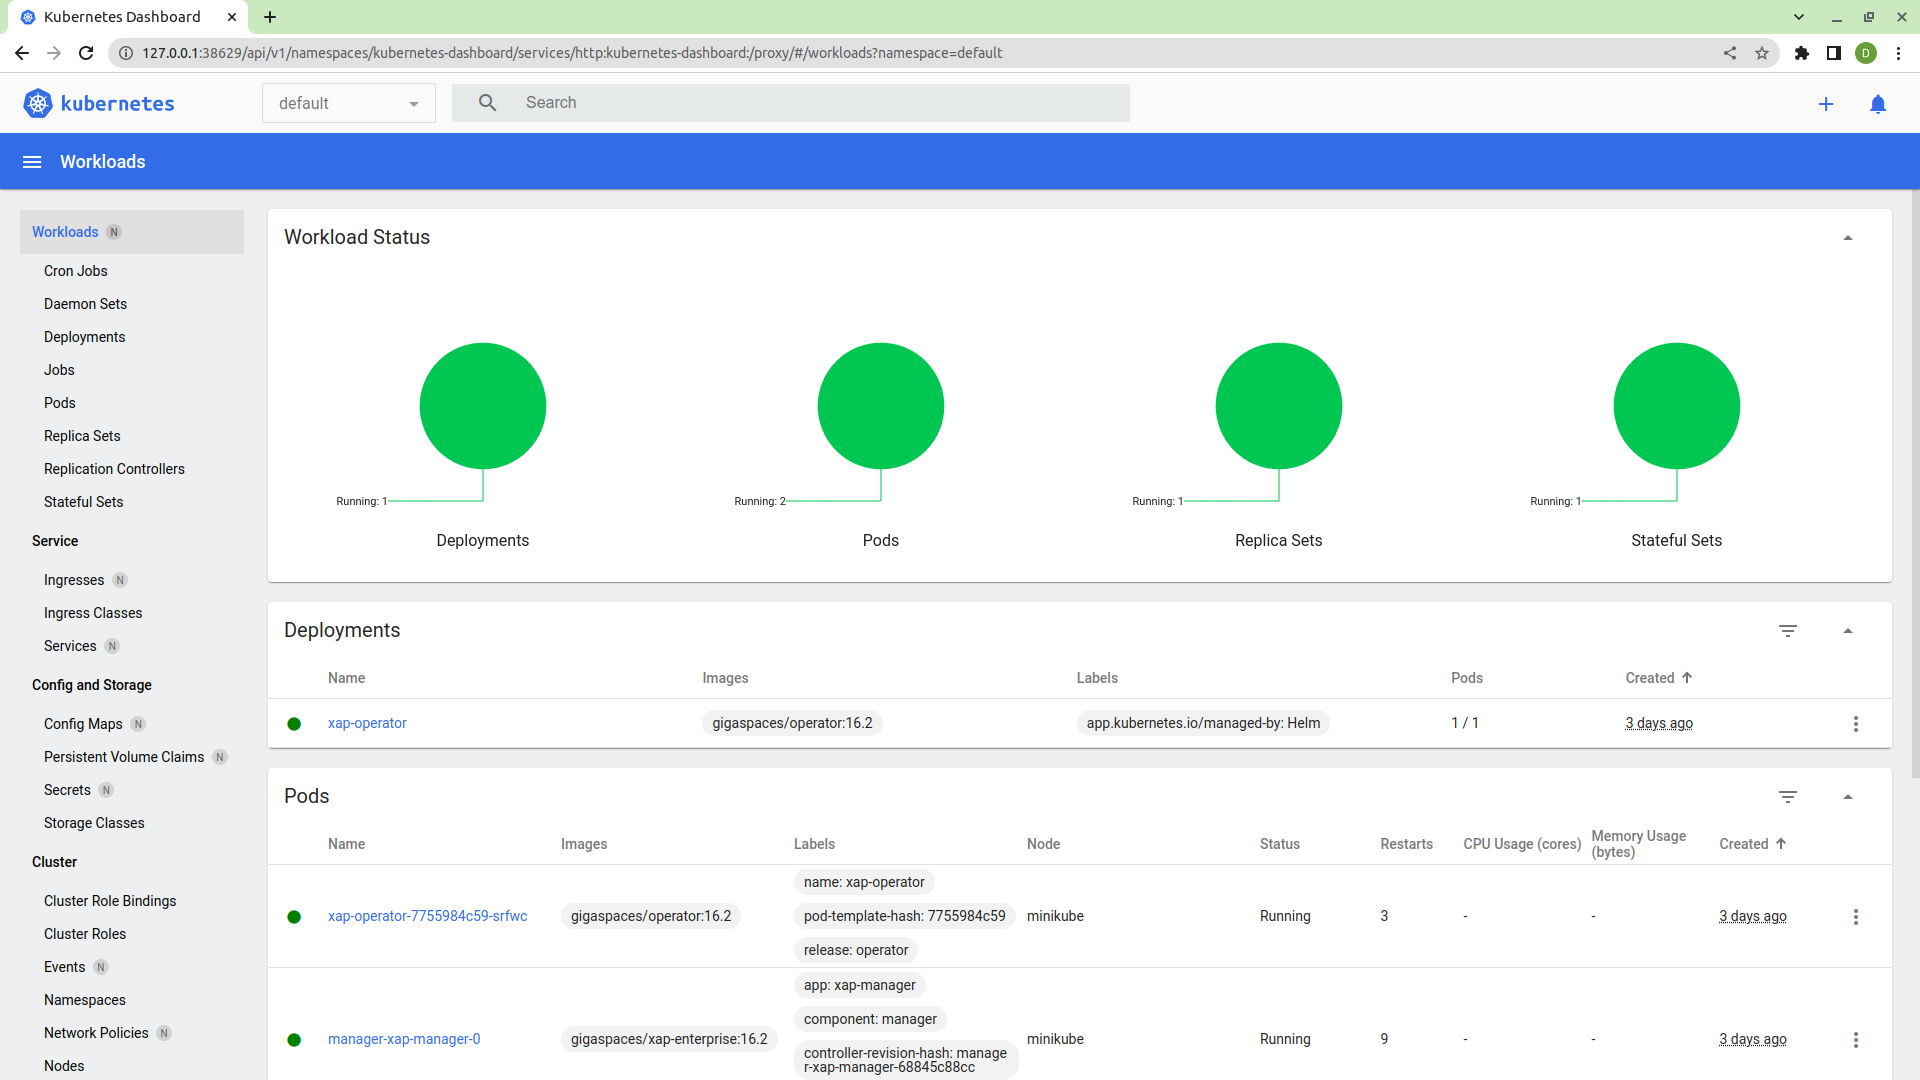 Kubernetes Dashboard
127.0.0.1:38629/api/v1/namespaces/kubernetes-dashboard/services/http:kubernetes-dashboard:/proxy/#/workloads?namespace=default
D
kubernetes
default
Search
Workloads
Workloads N
Cron Jobs
Daemon Sets
Deployments
Jobs
Pods
Replica Sets
Replication Controllers
Stateful Sets
Service
Ingresses N
Ingress Classes
Services N
Config and Storage
Config Maps N
Persistent Volume Claims N
Secrets N
Storage Classes
Cluster
Cluster Role Bindings
Cluster Roles
Events N
Namespaces
Network Policies N
Nodes
Workload Status
Running: 1
Running: 2
Running: 1
Running: 1
Deployments
Pods
Replica Sets
Stateful Sets
Deployments
Name Images Labels Pods Created
xap-operator gigaspaces/operator:16.2 app.kubernetes.io/managed-by: Helm 1 / 1 3 days ago
Pods
Name Images Labels Node Status Restarts CPU Usage (cores) Memory Usage (bytes) Created
name: xap-operator
xap-operator-7755984c59-srfwc gigaspaces/operator:16.2 pod-template-hash: 7755984c59 minikube Running 3 - - 3 days ago
release: operator
app: xap-manager
component: manager
manager-xap-manager-0 gigaspaces/xap-enterprise:16.2 minikube Running 9 - - 3 days ago
controller-revision-hash: manage
r-xap-manager-68845c88cc